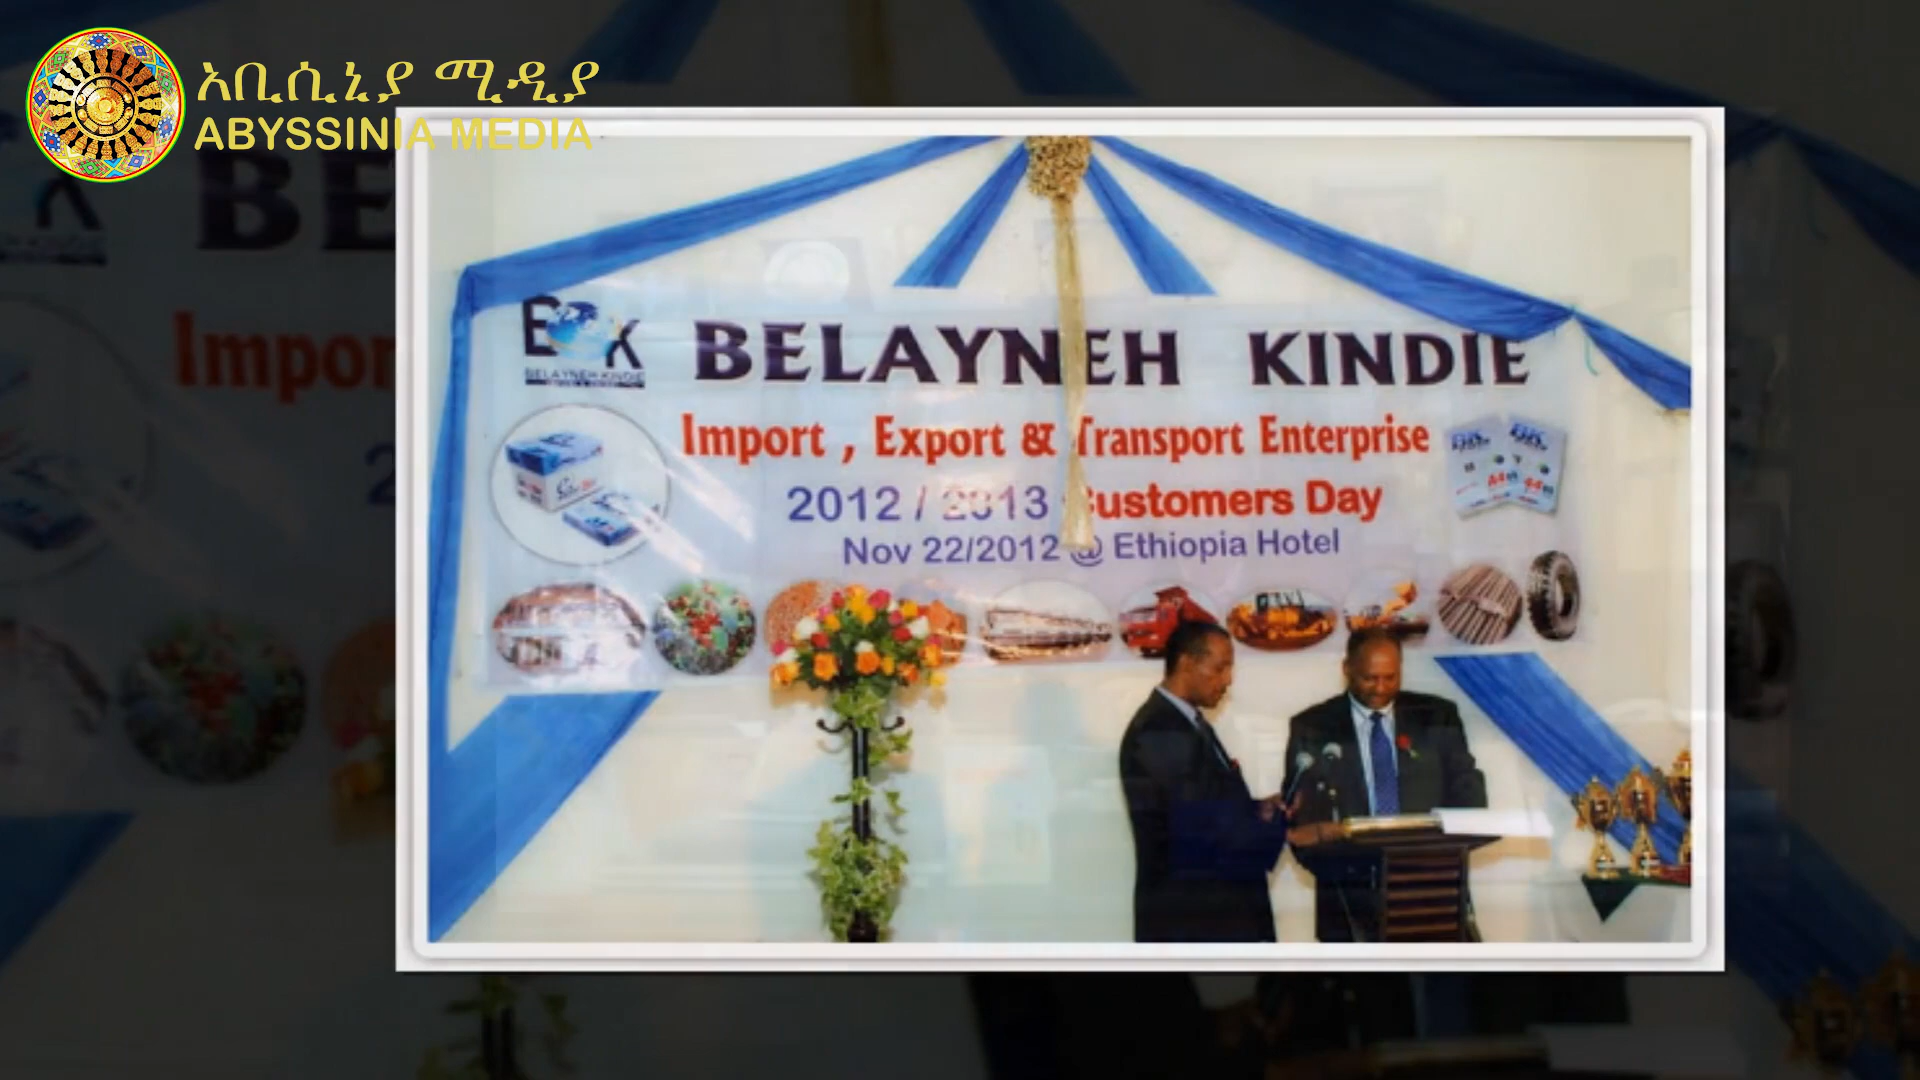 አቢሲኒያ ሚዲያ
ABYSSINIA MEDIA
BELAYNEH KINDIE
BELAYNEH KINDIE
Import , Export & Transport Enterprise
2012 / 2013 Customers Day
Nov 22/2012 @ Ethiopia Hotel